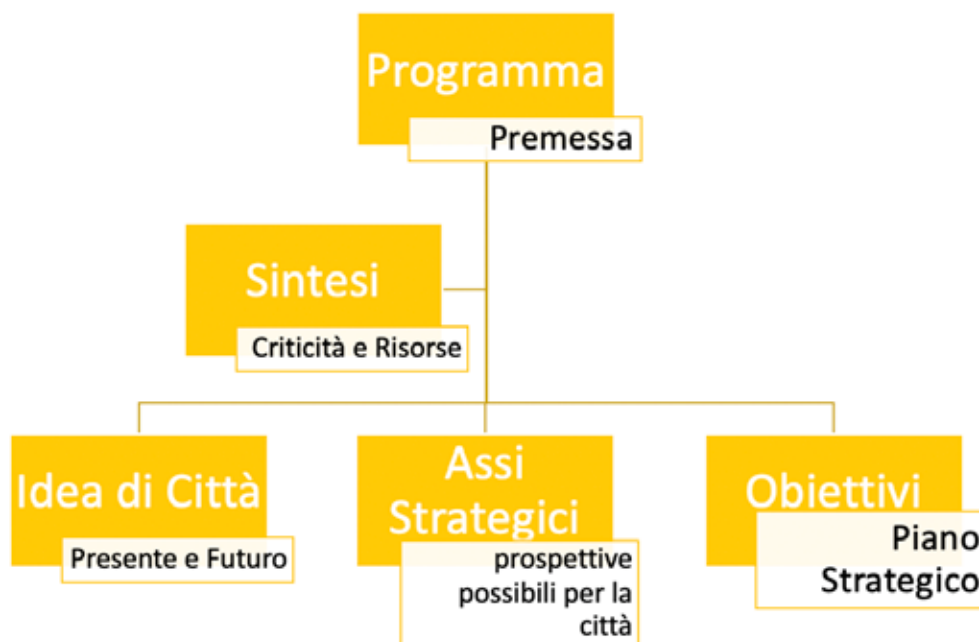 Programma
Premessa
Sintesi
Criticità e Risorse
Idea di Città
Presente e Futuro
Assi
Strategici
prospettive
possibili per la
città
Obiettivi
Piano
Strategico